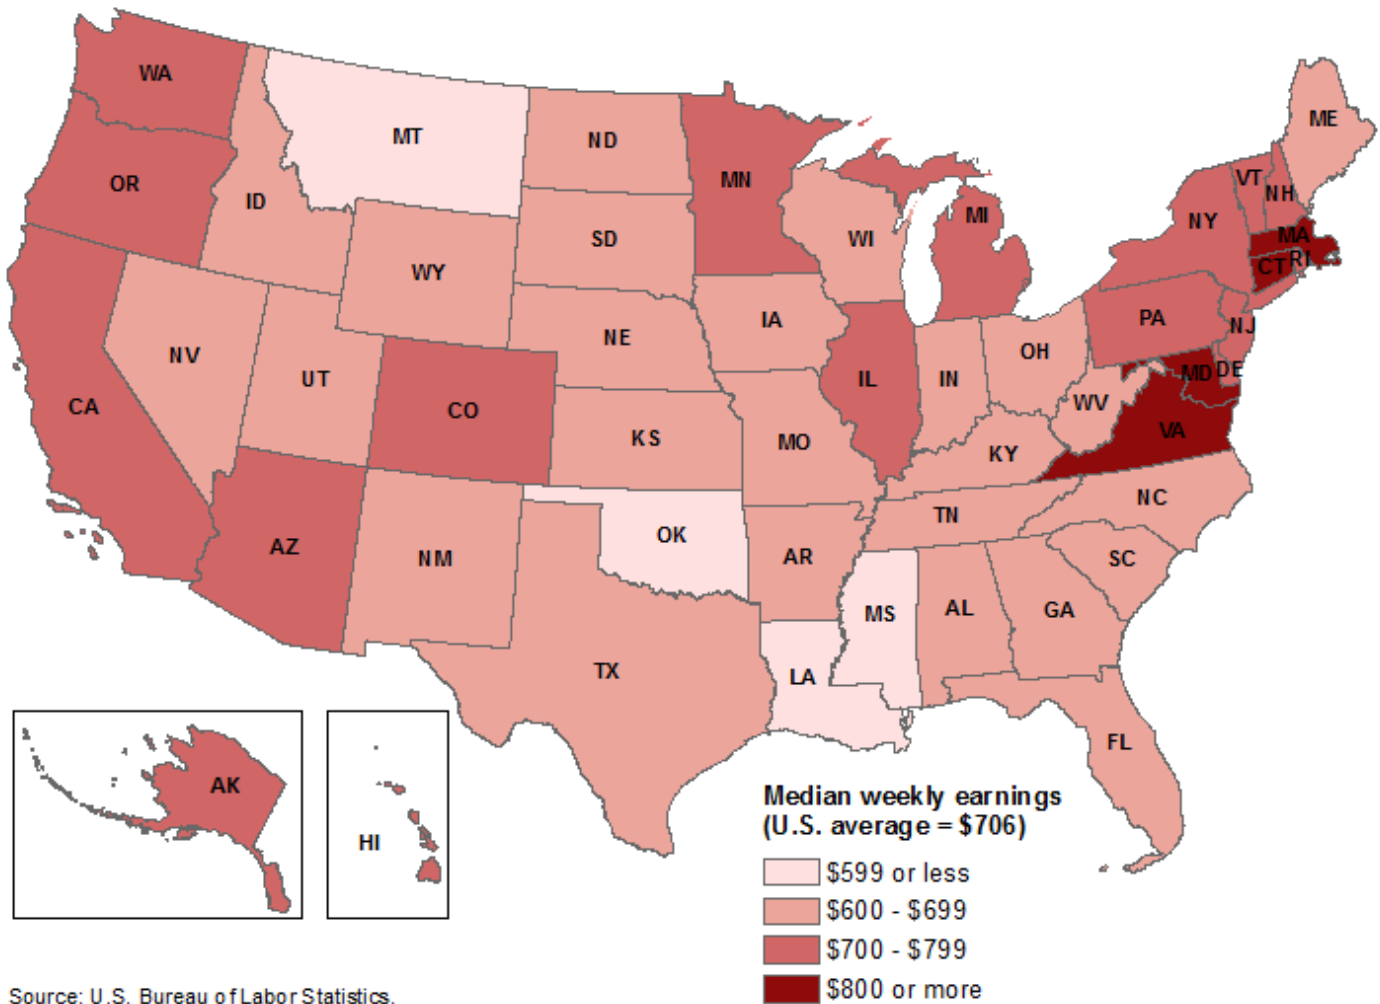 WA
MT
ND
ME
OR
ID
MN
VT
NH
MI
NY
SD
WI
MA
WY
CT
RI
IA
PA
NJ
NE
NV
OH
UT
IL
IN
MD
DE
CA
CO
WV
KS
MO
VA
KY
NC
TN
OK
AZ
NM
AR
SC
MS
AL
GA
TX
LA
FL
AK
HI
Median weekly earnings
(U.S. average = $706)
$599 or less
$600 - $699
$700 - $799
$800 or more
Source: U.S. Bureau of Labor Statistics.